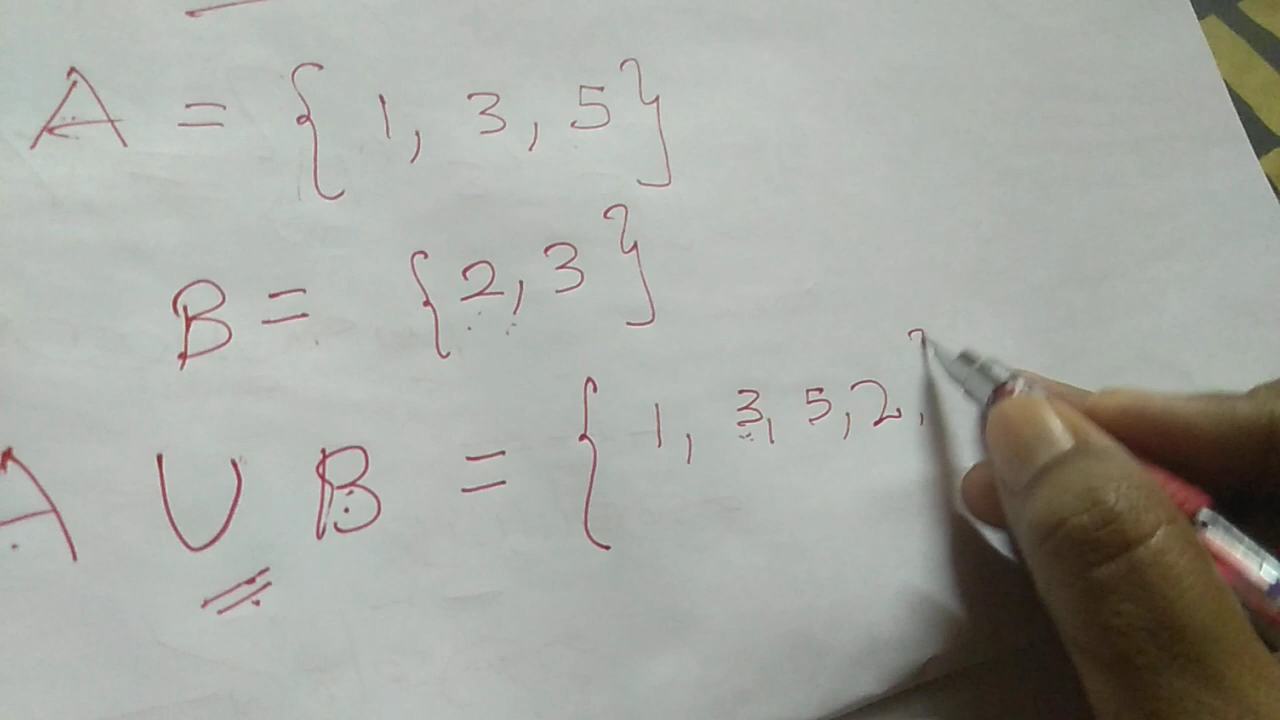 A = { 1, 3, 5}
B = {2, 3}
A U B = { 1, 3, 5, 2,